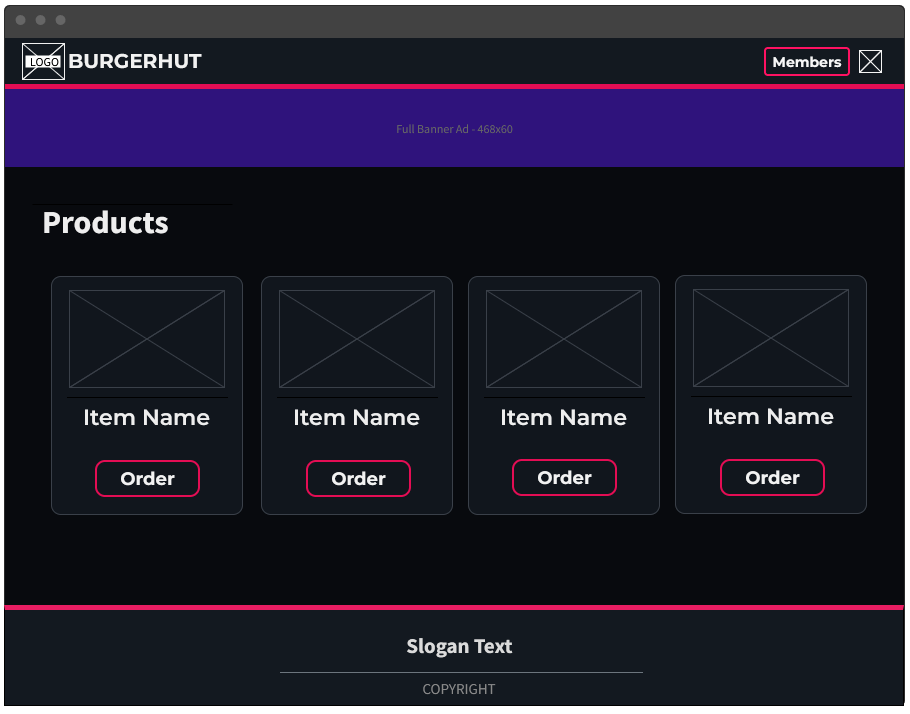 LOGO BURGERHUT Members
Full Banner Ad - 468x60
Products
Item Name Item Name Item Name Item Name
Order Order Order Order
Slogan Text
COPYRIGHT